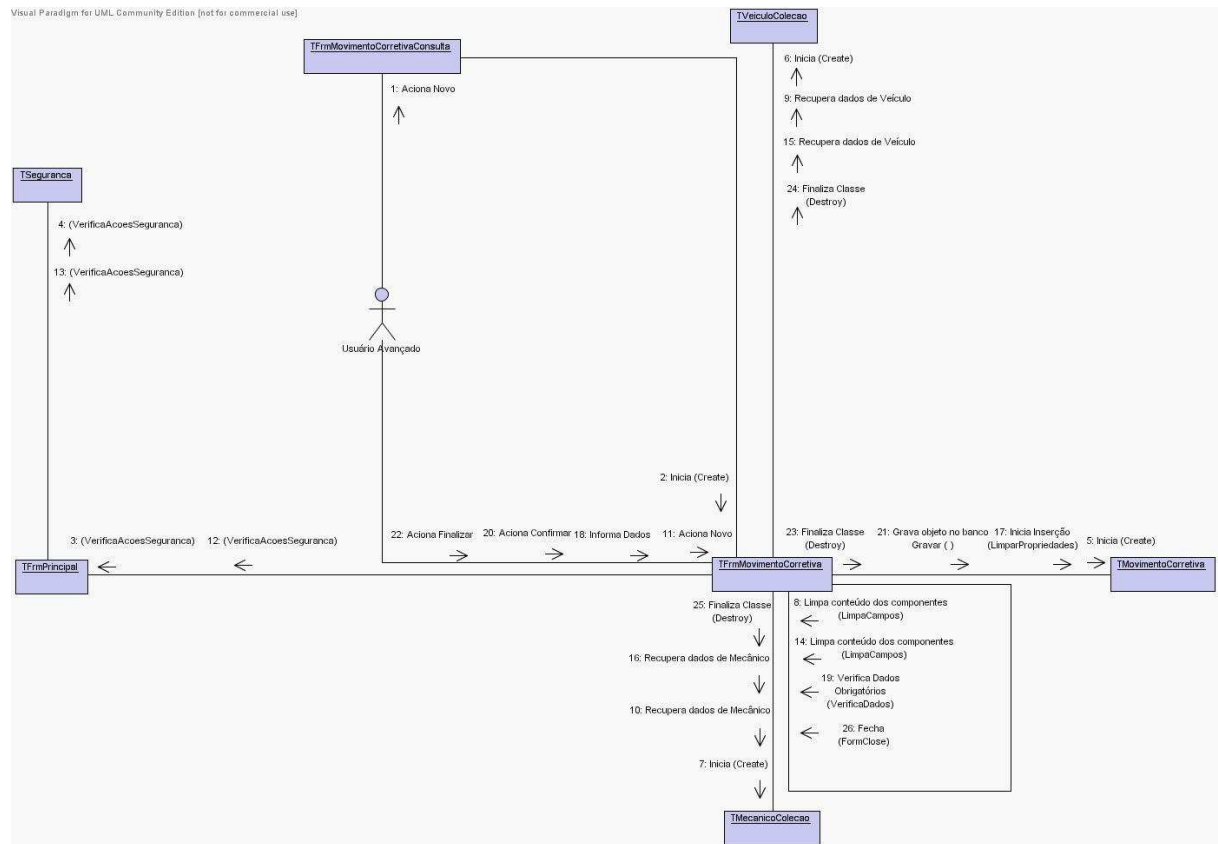 Visual Paradigm for UML Community Edition [not for commercial use]
TVeiculoColecao
TFrmMovimentoCorretivaConsulta
6: Inicia (Create)
1: Aciona Novo
9: Recupera dados de Veículo
15: Recupera dados de Veículo
TSeguranca
24: Finaliza Classe
(Destroy)
4: (VerificaAcoesSeguranca)
13: (VerificaAcoesSeguranca)
Usuário Avançado
2: Inicia (Create)
3: (VerificaAcoesSeguranca)
12: (VerificaAcoesSeguranca)
22: Aciona Finalizar
20: Aciona Confirmar
18: Informa Dados
11: Aciona Novo
23: Finaliza Classe
(Destroy)
21: Grava objeto no banco
Gravar ( )
17: Inicia Inserção
(LimparPropriedades)
5: Inicia (Create)
TFrmPrincipal
TFrmMovimentoCorretiva
TMovimentoCorretiva
25: Finaliza Classe
(Destroy)
8: Limpa conteúdo dos componentes
(LimpaCampos)
14: Limpa conteúdo dos componentes
(LimpaCampos)
16: Recupera dados de Mecânico
19: Verifica Dados
Obrigatórios
(VerificaDados)
10: Recupera dados de Mecânico
26: Fecha
(FormClose)
7: Inicia (Create)
TMecanicoColecao